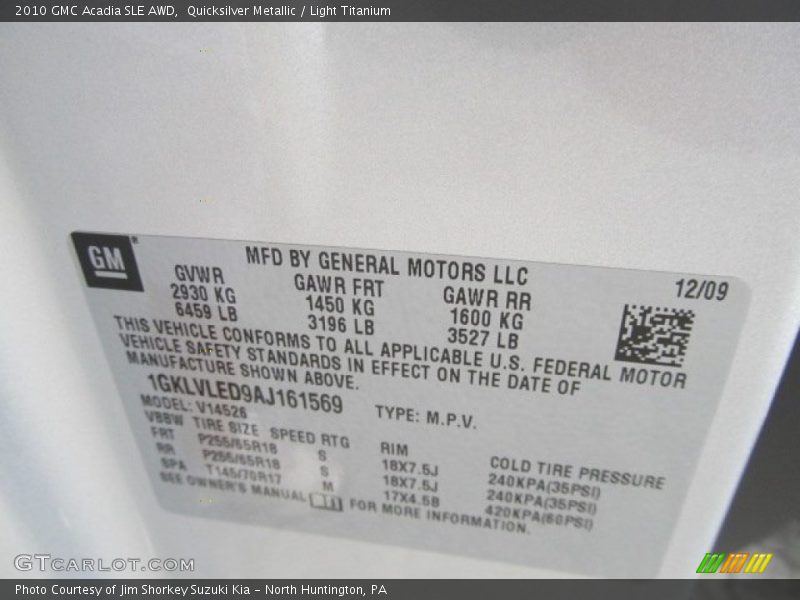 2010 GMC Acadia SLE AWD, Quicksilver Metallic / Light Titanium
GM
MFD BY GENERAL MOTORS LLC
12/09
GVWR GAWR FRT GAWR RR
2930 KG 1450 KG 1600 KG
6459 LB 3196 LB 3527 LB
THIS VEHICLE CONFORMS TO ALL APPLICABLE U.S. FEDERAL MOTOR
VEHICLE SAFETY STANDARDS IN EFFECT ON THE DATE OF
MANUFACTURE SHOWN ABOVE.
1GKLVLED9AJ161569 TYPE: M.P.V.
MODEL: V14526
VBBW TIRE SIZE SPEED RTG RIM COLD TIRE PRESSURE
FRT P255/65R18 S 18X7.5J 240KPA(35PSI)
RR P255/65R18 S 18X7.5J 240KPA(35PSI)
SPA T145/70R17 M 17X4.5B 420KPA(60PSI)
SEE OWNER'S MANUAL FOR MORE INFORMATION.
GTCARLOT.COM
Photo Courtesy of Jim Shorkey Suzuki Kia - North Huntington, PA